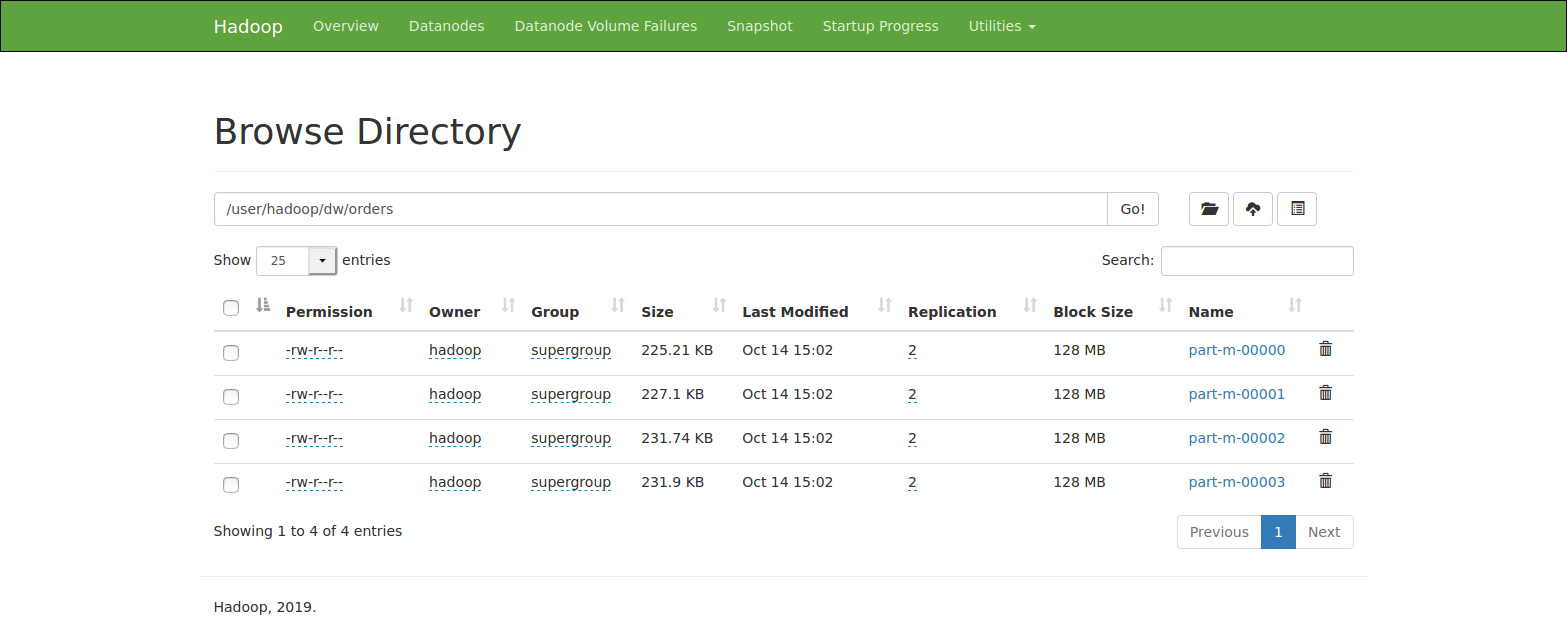 Hadoop Overview Datanodes Datanode Volume Failures Snapshot Startup Progress Utilities
Browse Directory
/user/hadoop/dw/orders Go!
Show 25 entries Search:
Permission Owner Group Size Last Modified Replication Block Size Name
-rw-r--r-- hadoop supergroup 225.21 KB Oct 14 15:02 2 128 MB part-m-00000
-rw-r--r-- hadoop supergroup 227.1 KB Oct 14 15:02 2 128 MB part-m-00001
-rw-r--r-- hadoop supergroup 231.74 KB Oct 14 15:02 2 128 MB part-m-00002
-rw-r--r-- hadoop supergroup 231.9 KB Oct 14 15:02 2 128 MB part-m-00003
Showing 1 to 4 of 4 entries Previous 1 Next
Hadoop, 2019.